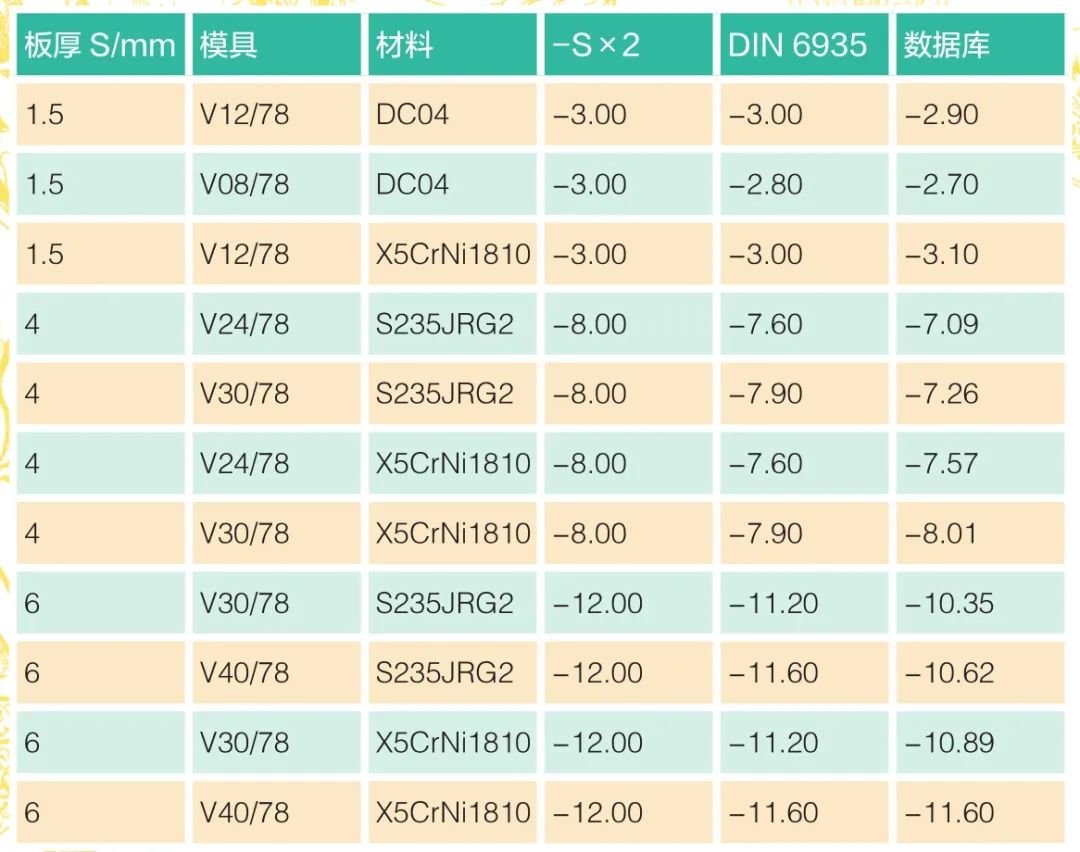 板厚 S/mm 模具 材料 –S×2 DIN 6935 数据库
1.5 V12/78 DC04 –3.00 –3.00 –2.90
1.5 V08/78 DC04 –3.00 –2.80 –2.70
1.5 V12/78 X5CrNi1810 –3.00 –3.00 –3.10
4 V24/78 S235JRG2 –8.00 –7.60 –7.09
4 V30/78 S235JRG2 –8.00 –7.90 –7.26
4 V24/78 X5CrNi1810 –8.00 –7.60 –7.57
4 V30/78 X5CrNi1810 –8.00 –7.90 –8.01
6 V30/78 S235JRG2 –12.00 –11.20 –10.35
6 V40/78 S235JRG2 –12.00 –11.60 –10.62
6 V30/78 X5CrNi1810 –12.00 –11.20 –10.89
6 V40/78 X5CrNi1810 –12.00 –11.60 –11.60